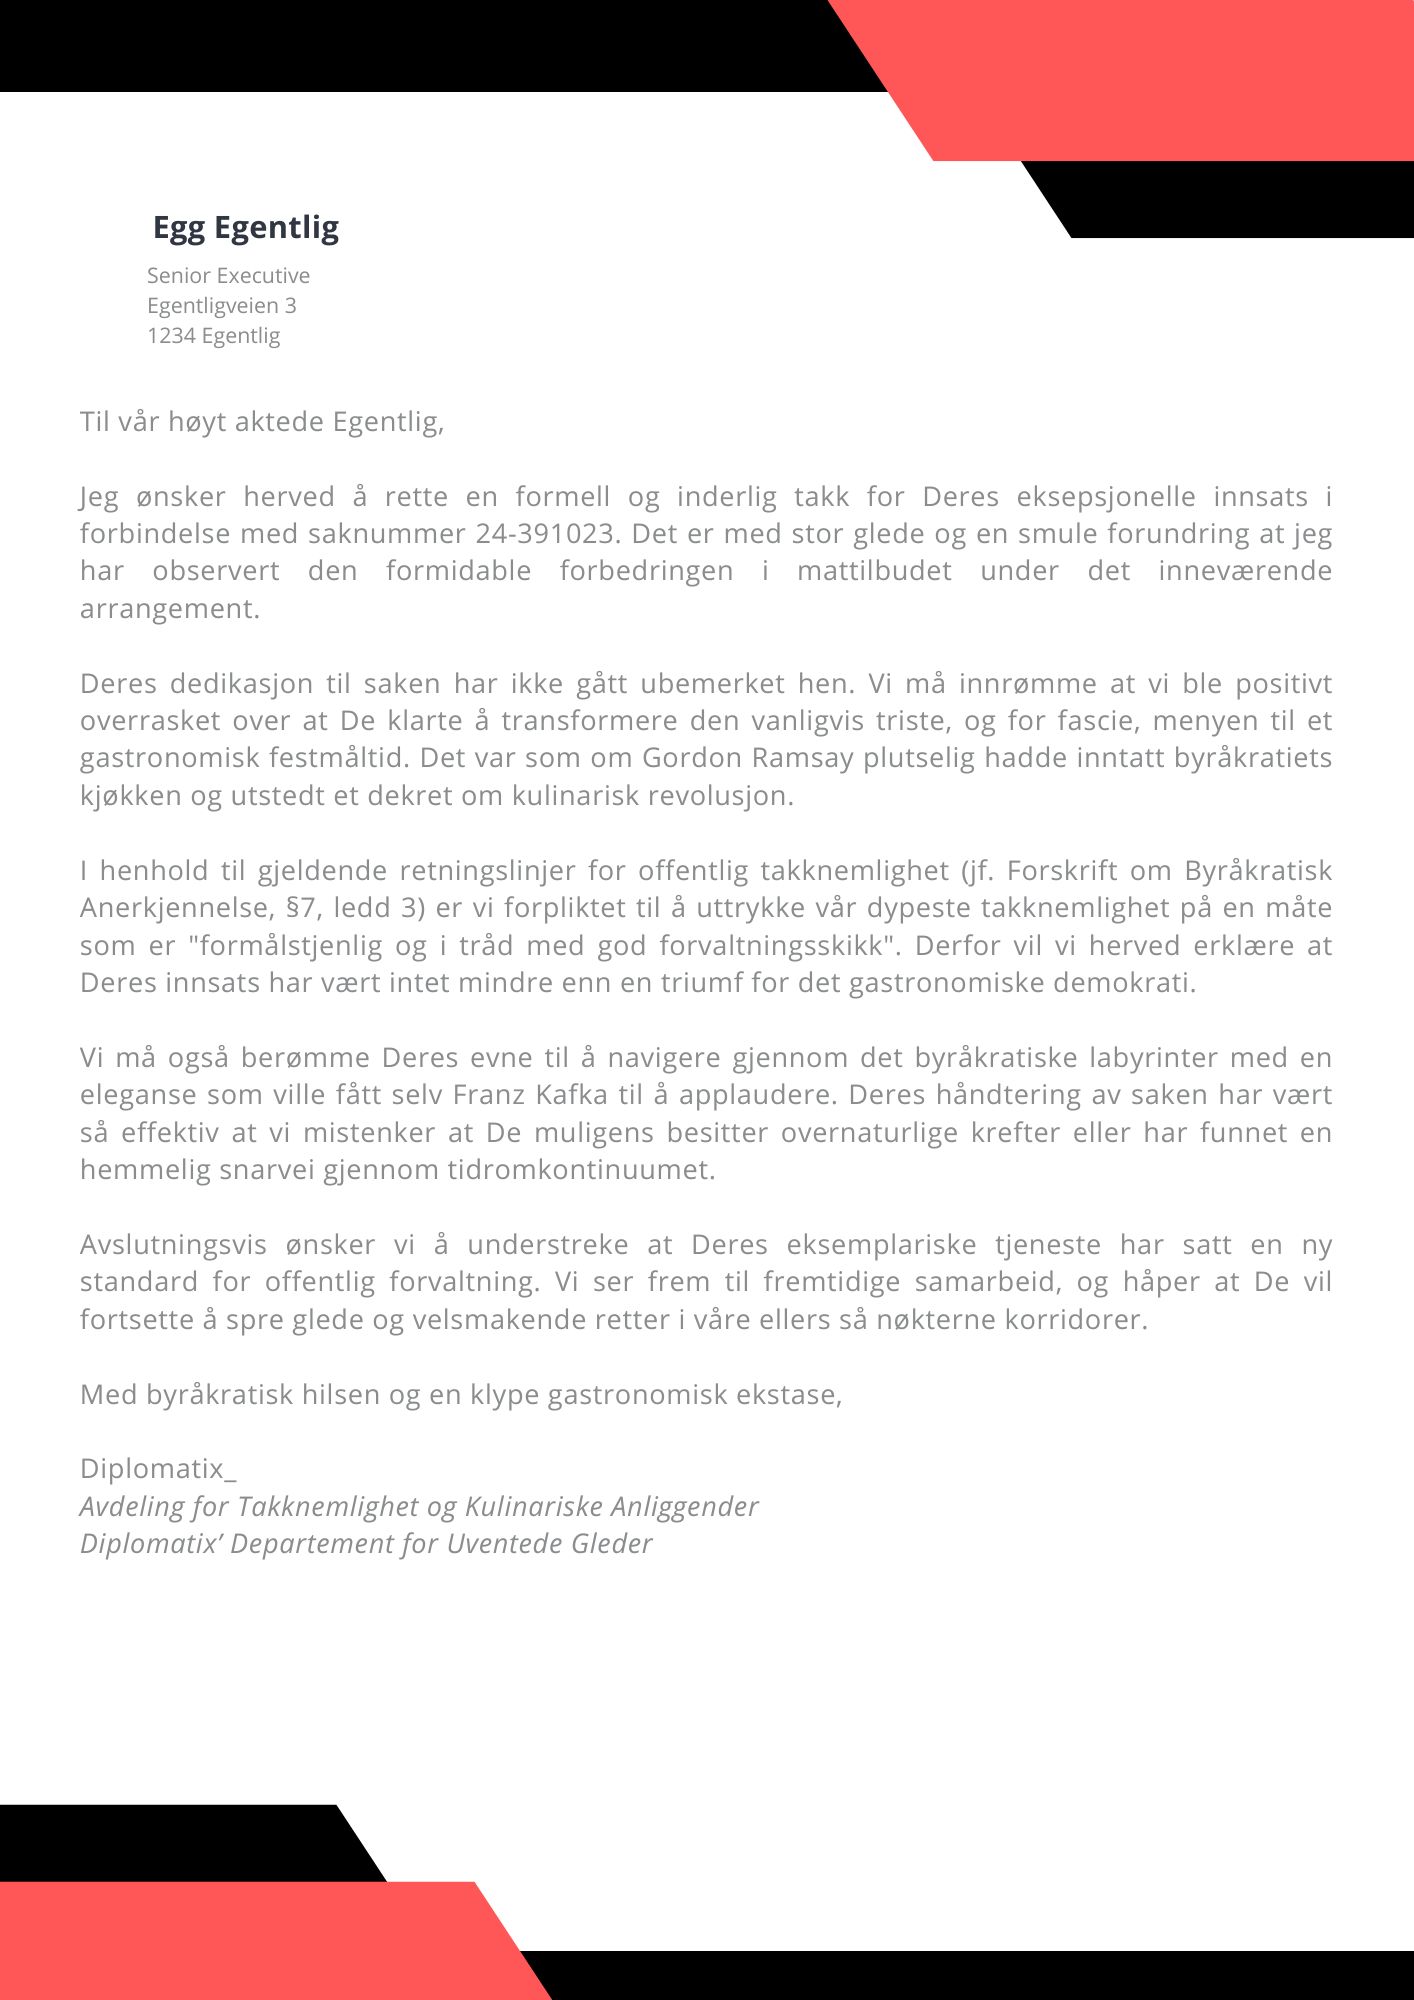 Egg Egentlig
Senior Executive
Egentligveien 3
1234 Egentlig
Til vår høyt aktede Egentlig,
Jeg ønsker herved å rette en formell og inderlig takk for Deres eksepsjonelle innsats i
forbindelse med saknummer 24-391023. Det er med stor glede og en smule forundring at jeg
har observert den formidable forbedringen i mattilbudet under det inneværende
arrangement.
Deres dedikasjon til saken har ikke gått ubemerket hen. Vi må innrømme at vi ble positivt
overrasket over at De klarte å transformere den vanligvis triste, og for fascie, menyen til et
gastronomisk festmåltid. Det var som om Gordon Ramsay plutselig hadde inntatt byråkratiets
kjøkken og utstedt et dekret om kulinarisk revolusjon.
I henhold til gjeldende retningslinjer for offentlig takknemlighet (jf. Forskrift om Byråkratisk
Anerkjennelse, §7, ledd 3) er vi forpliktet til å uttrykke vår dypeste takknemlighet på en måte
som er "formålstjenlig og i tråd med god forvaltningsskikk". Derfor vil vi herved erklære at
Deres innsats har vært intet mindre enn en triumf for det gastronomiske demokrati.
Vi må også berømme Deres evne til å navigere gjennom det byråkratiske labyrinter med en
eleganse som ville fått selv Franz Kafka til å applaudere. Deres håndtering av saken har vært
så effektiv at vi mistenker at De muligens besitter overnaturlige krefter eller har funnet en
hemmelig snarvei gjennom tidromkontinuumet.
Avslutningsvis ønsker vi å understreke at Deres eksemplariske tjeneste har satt en ny
standard for offentlig forvaltning. Vi ser frem til fremtidige samarbeid, og håper at De vil
fortsette å spre glede og velsmakende retter i våre ellers så nøkterne korridorer.
Med byråkratisk hilsen og en klype gastronomisk ekstase,
Diplomatix_
Avdeling for Takknemlighet og Kulinariske Anliggender
Diplomatix’ Departement for Uventede Gleder